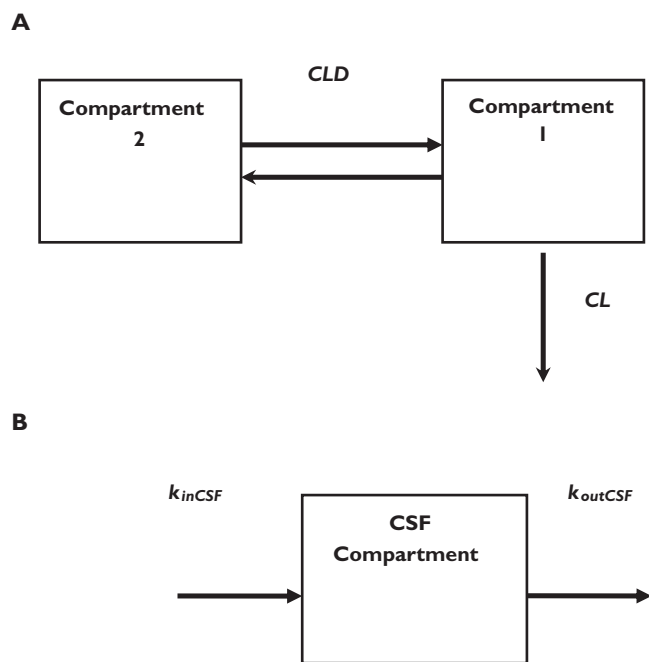 A
CLD
Compartment
2
Compartment
1
CL
B
kinCSF
koutCSF
CSF
Compartment